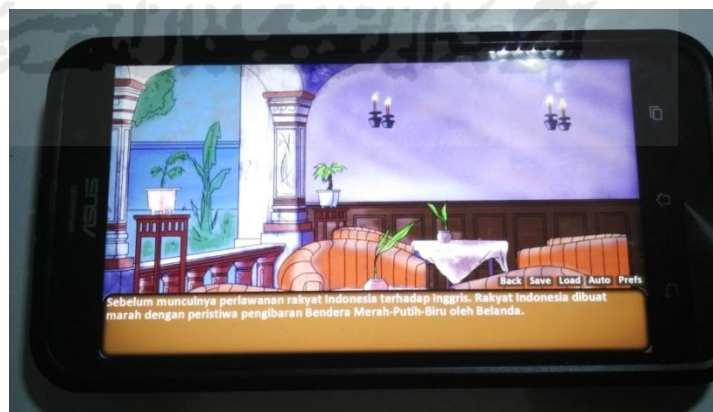 ASUS
Back Save Load Auto Prefs
Sebelum munculnya perlawanan rakyat Indonesia terhadap Inggris. Rakyat Indonesia dibuat
marah dengan peristiwa pengibaran Bendera Merah-Putih-Biru oleh Belanda.